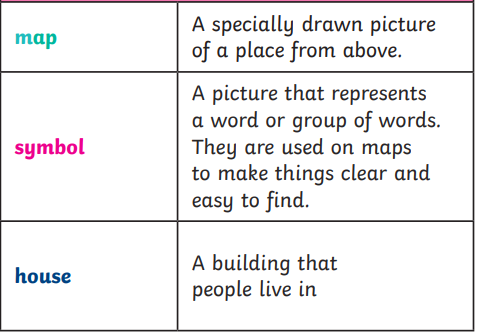 map
A specially drawn picture
of a place from above.
symbol
A picture that represents
a word or group of words.
They are used on maps
to make things clear and
easy to find.
house
A building that
people live in